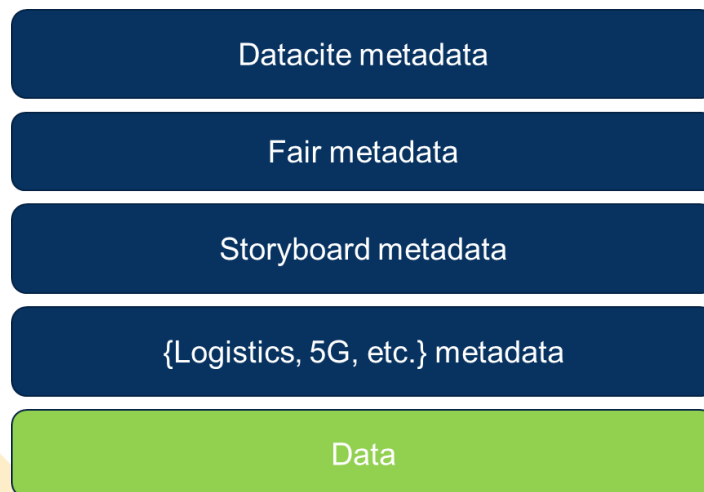 Datacite metadata
Fair metadata
Storyboard metadata
{Logistics, 5G, etc.} metadata
Data